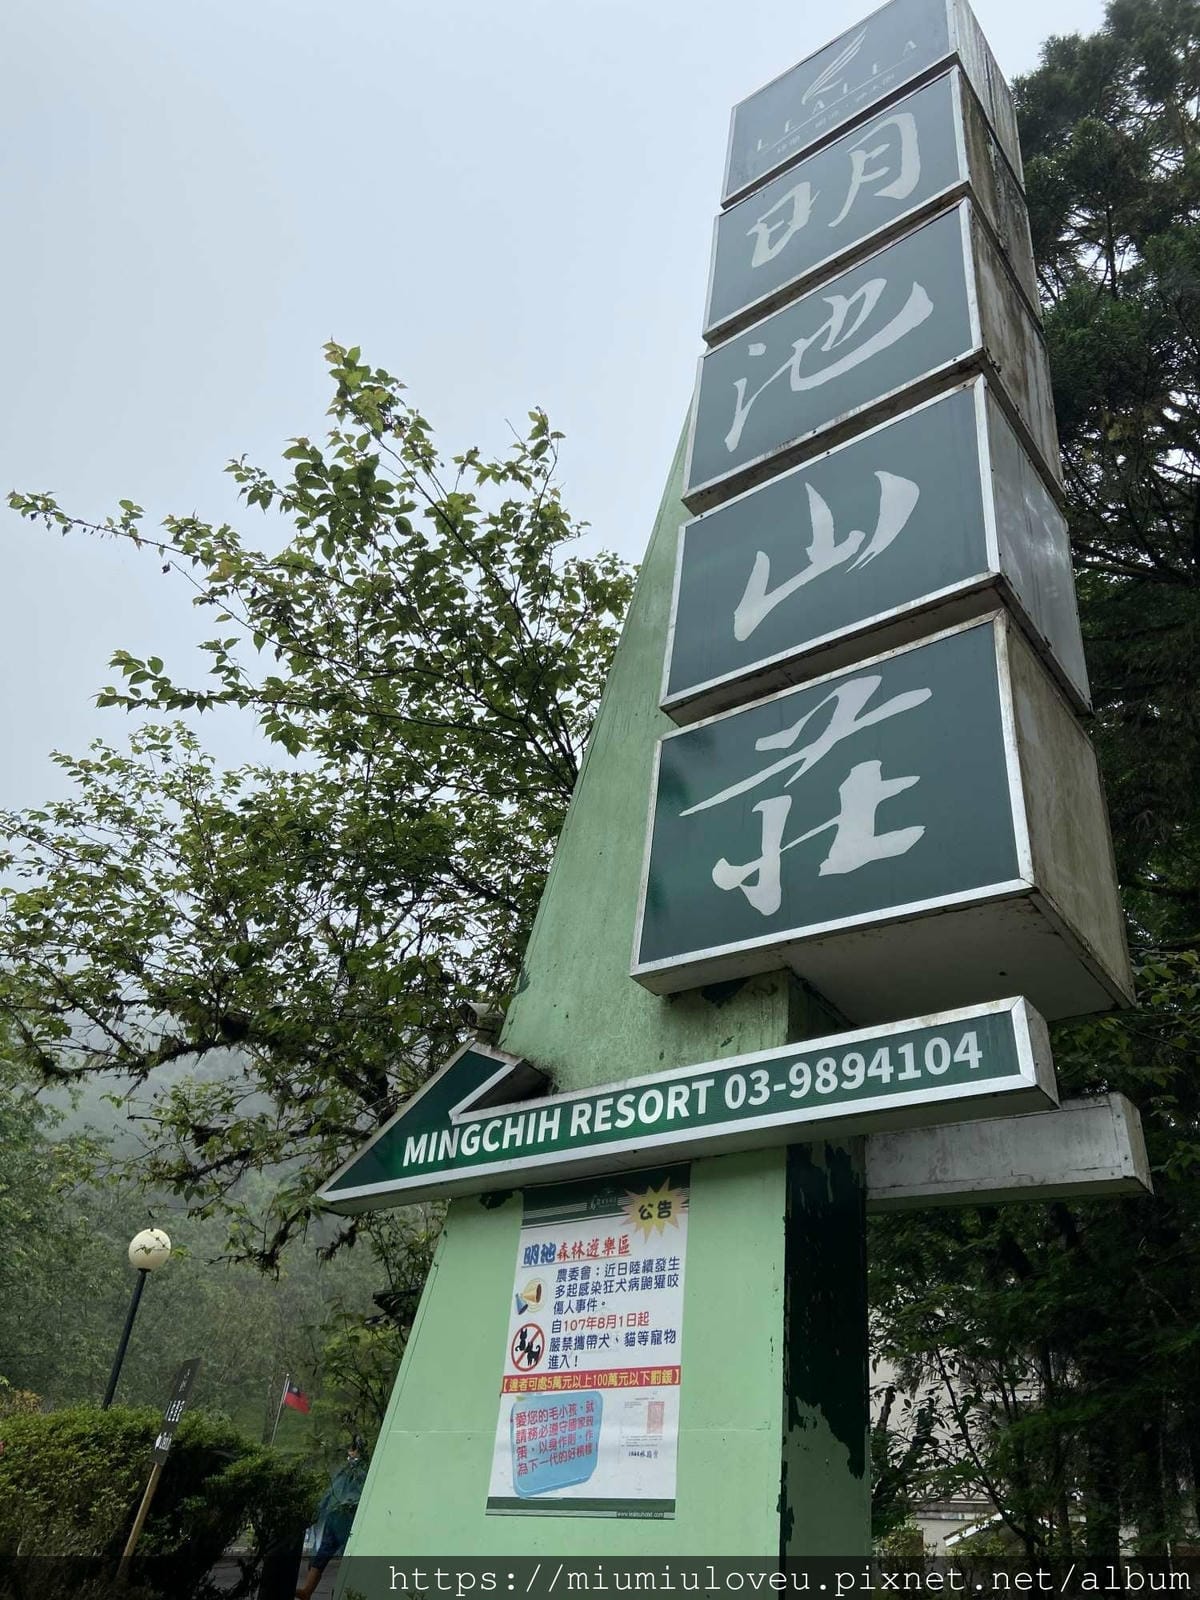 LEALEA
明
池
山
莊
MINGCHIH RESORT 03-9894104
公告
明池森林遊樂區
農委會：近日陸續發生
多起感染狂犬病鼬獾咬
傷人事件。
自107年8月1日起
嚴禁攜帶犬、貓等寵物
進入！
【違者可處5萬元以上100萬元以下罰鍰】
愛您的毛小孩，就
請務必遵守國家政
策，以身作則，作
為下一代的好榜樣
https://miumiuloveu.pixnet.net/album